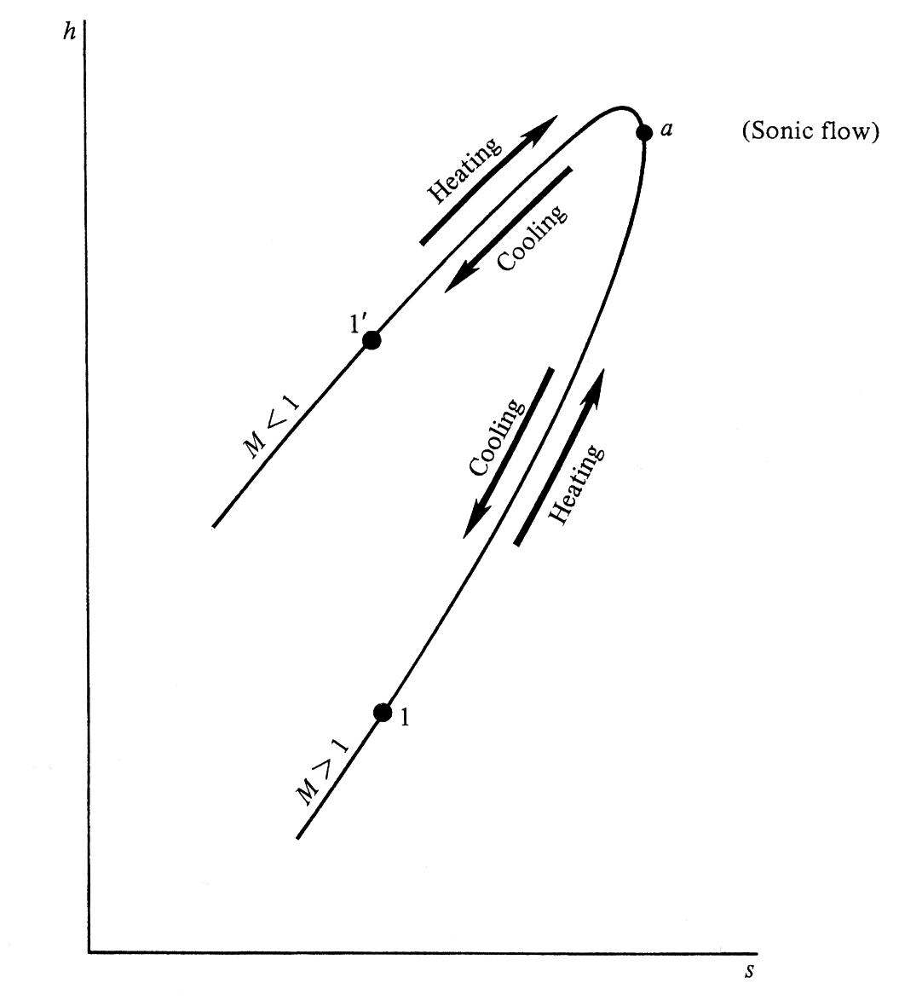 h
a
(Sonic flow)
Heating
Cooling
1′
M < 1
Cooling
Heating
1
M > 1
s